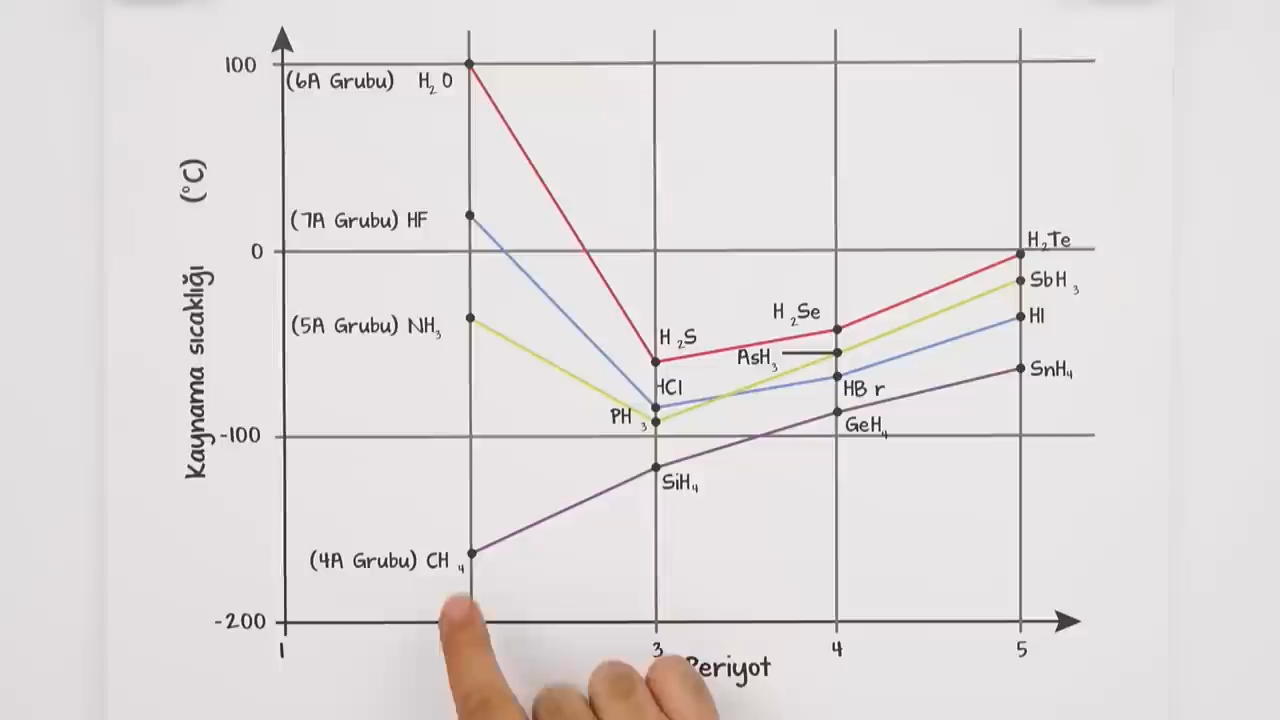 100
(6A Grubu) H₂O
Kaynama sıcaklığı (°C)
(7A Grubu) HF
0
H₂Te
SbH₃
(5A Grubu) NH₃
H₂Se
HI
H₂S
AsH₃
SnH₄
HCl
HBr
PH₃
GeH₄
-100
SiH₄
(4A Grubu) CH₄
-200
1
3
4
5
Periyot